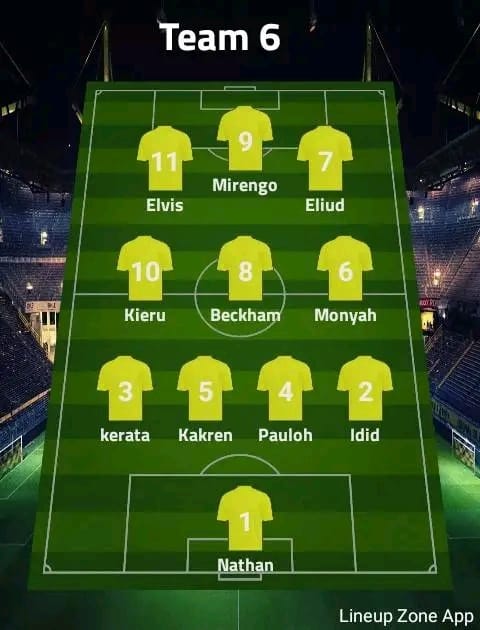 Team 6
9
11
7
Mirengo
Elvis
Eliud
10
8
6
Kieru
Beckham
Monyah
3
5
4
2
kerata
Kakren
Pauloh
Idid
1
Nathan
Lineup Zone App